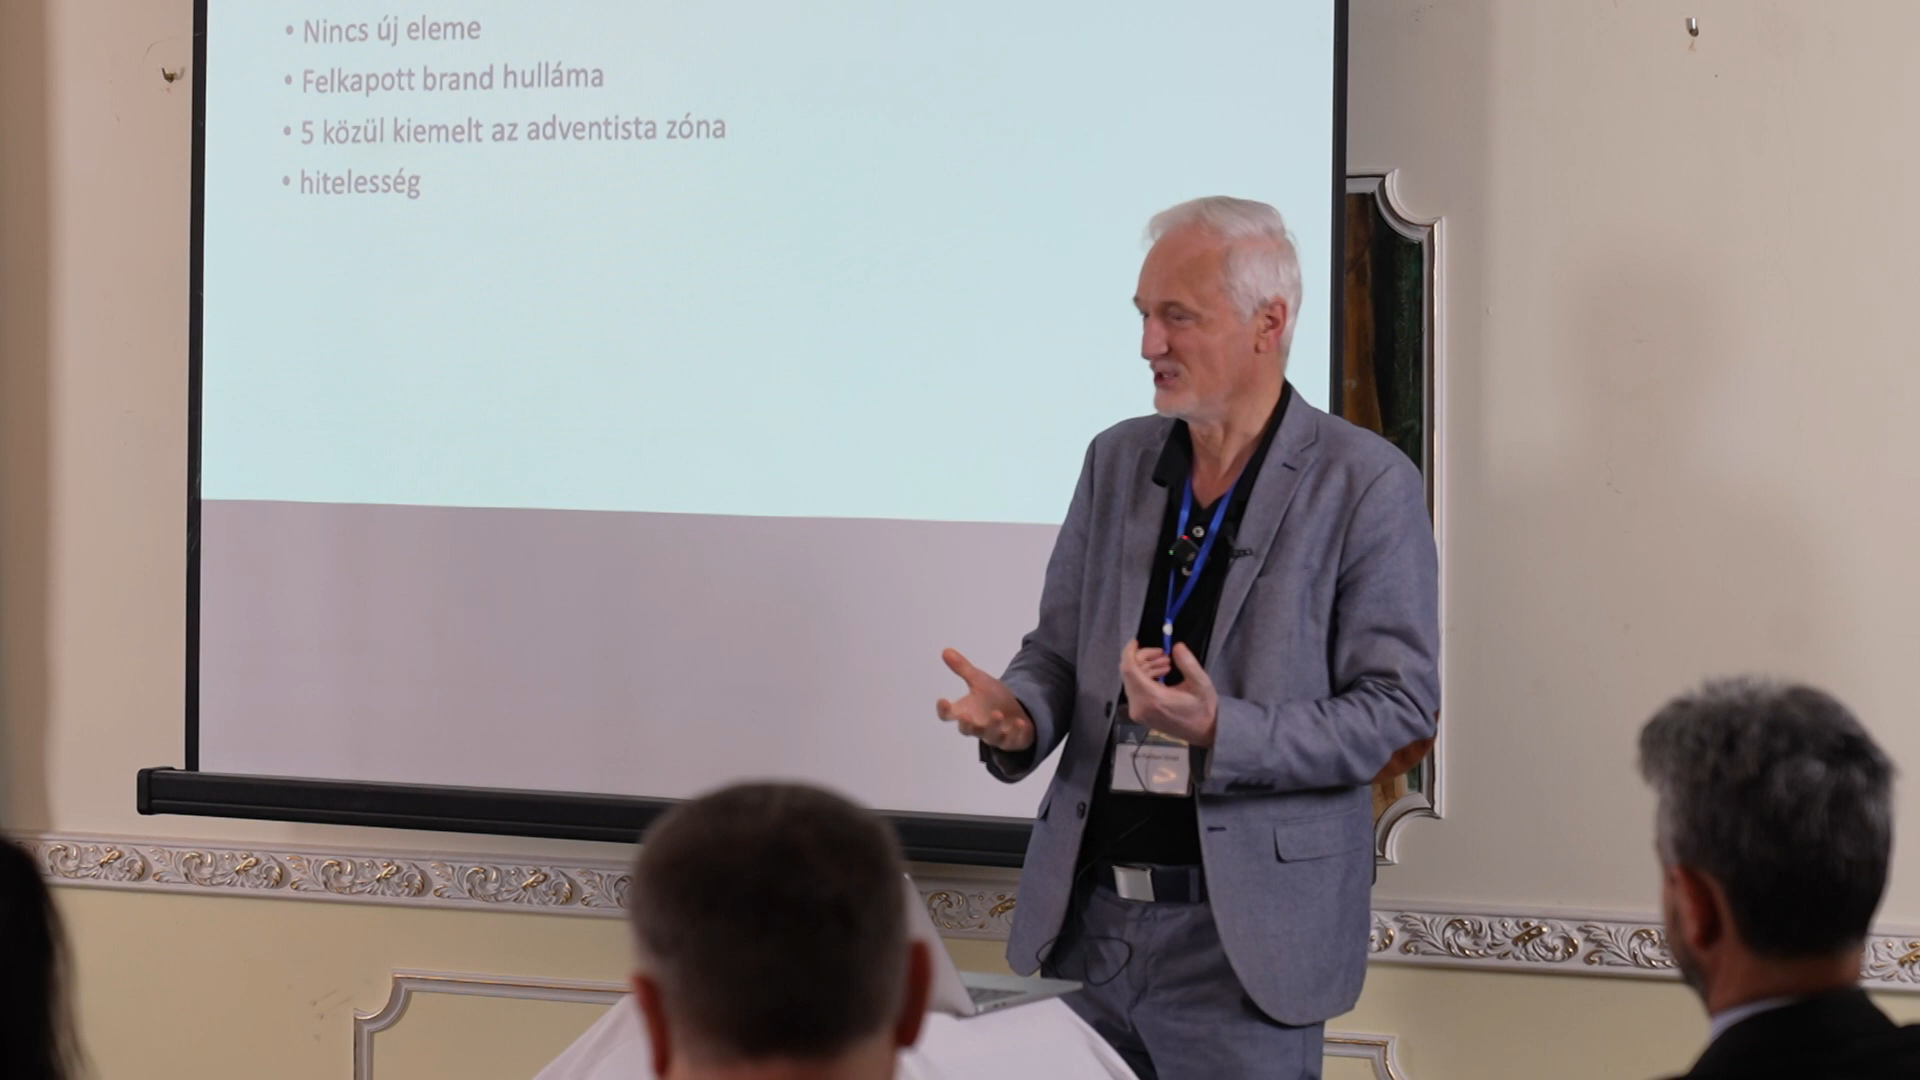 • Nincs új eleme
• Felkapott brand hulláma
• 5 közül kiemelt az adventista zóna
• hitelesség